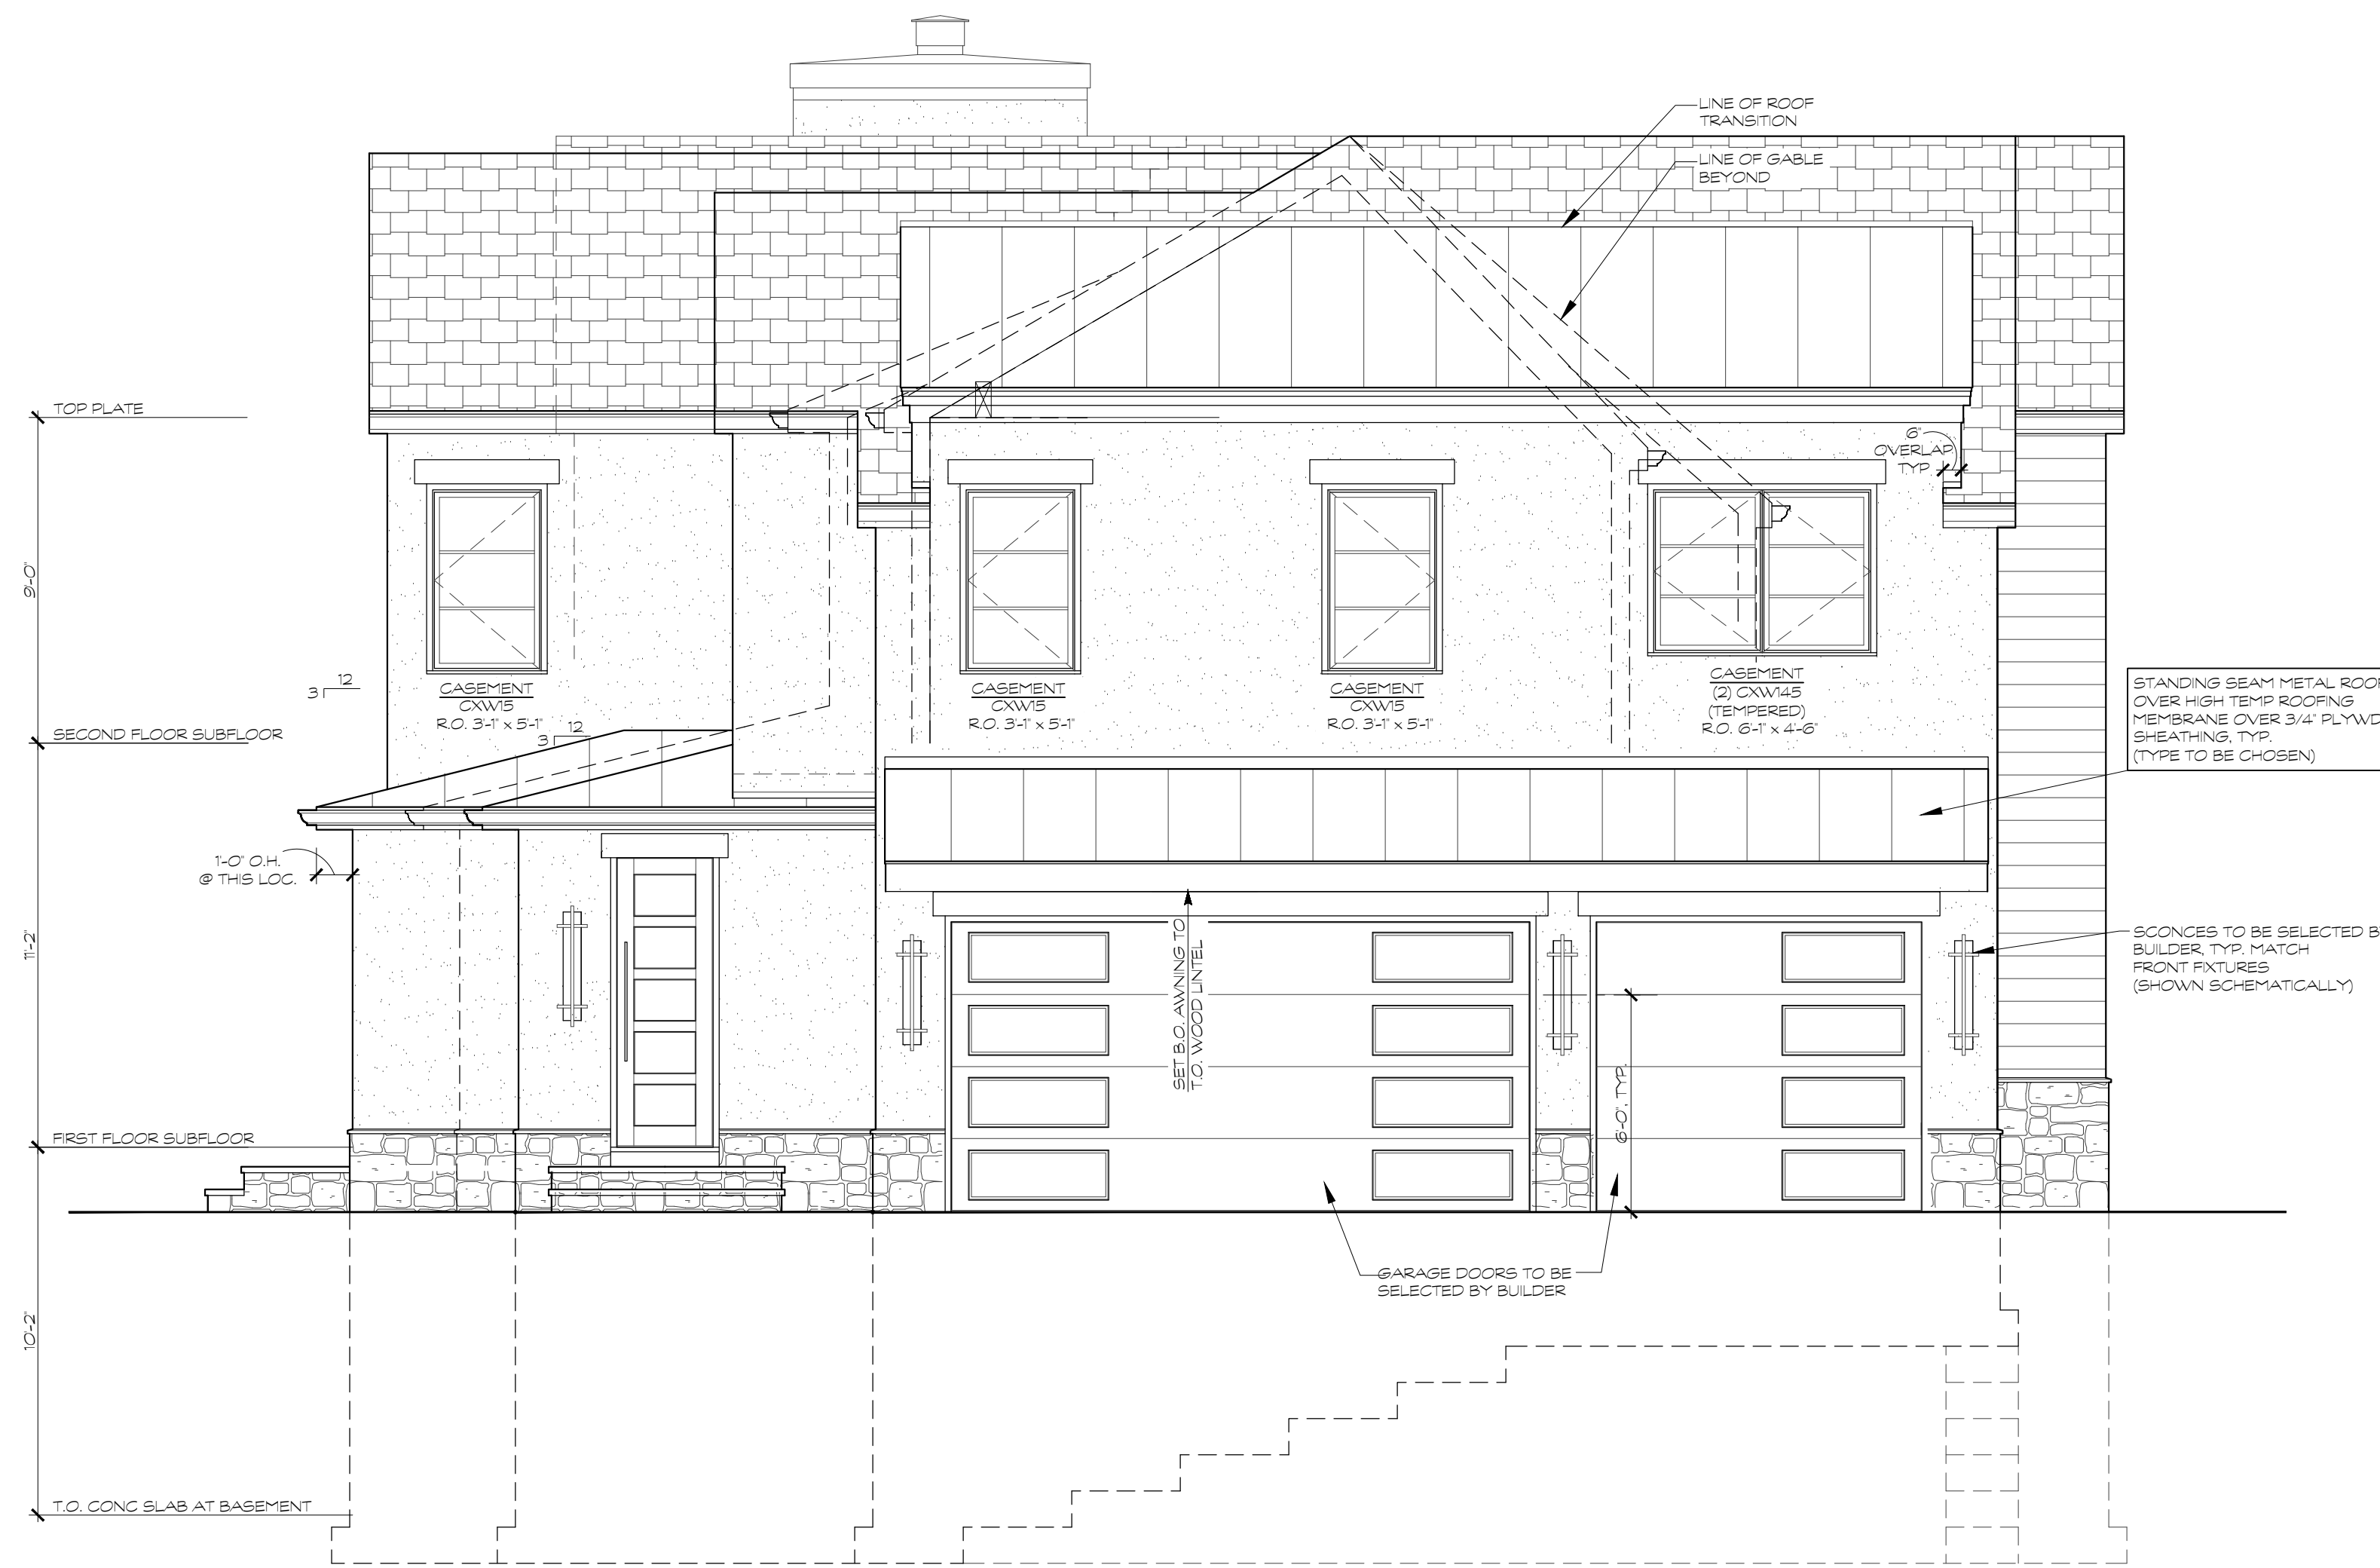 LINE OF ROOF
TRANSITION
LINE OF GABLE
BEYOND
TOP PLATE
6"
OVERLAP
TYP.
9'-0"
CASEMENT
CXW15
R.O. 3'-1" x 5'-1"
CASEMENT
CXW15
R.O. 3'-1" x 5'-1"
CASEMENT
CXW15
R.O. 3'-1" x 5'-1"
CASEMENT
(2) CXW145
(TEMPERED)
R.O. 6'-1" x 4'-6"
12
3
12
3
SECOND FLOOR SUBFLOOR
STANDING SEAM METAL ROOF
OVER HIGH TEMP ROOFING
MEMBRANE OVER 3/4" PLYWD
SHEATHING, TYP.
(TYPE TO BE CHOSEN)
1'-0" O.H.
@ THIS LOC.
11'-2"
SET B.O. AWNING TO
T.O. WOOD LINTEL
SCONCES TO BE SELECTED BY
BUILDER, TYP. MATCH
FRONT FIXTURES
(SHOWN SCHEMATICALLY)
6'-0", TYP.
FIRST FLOOR SUBFLOOR
GARAGE DOORS TO BE
SELECTED BY BUILDER
10'-2"
T.O. CONC SLAB AT BASEMENT